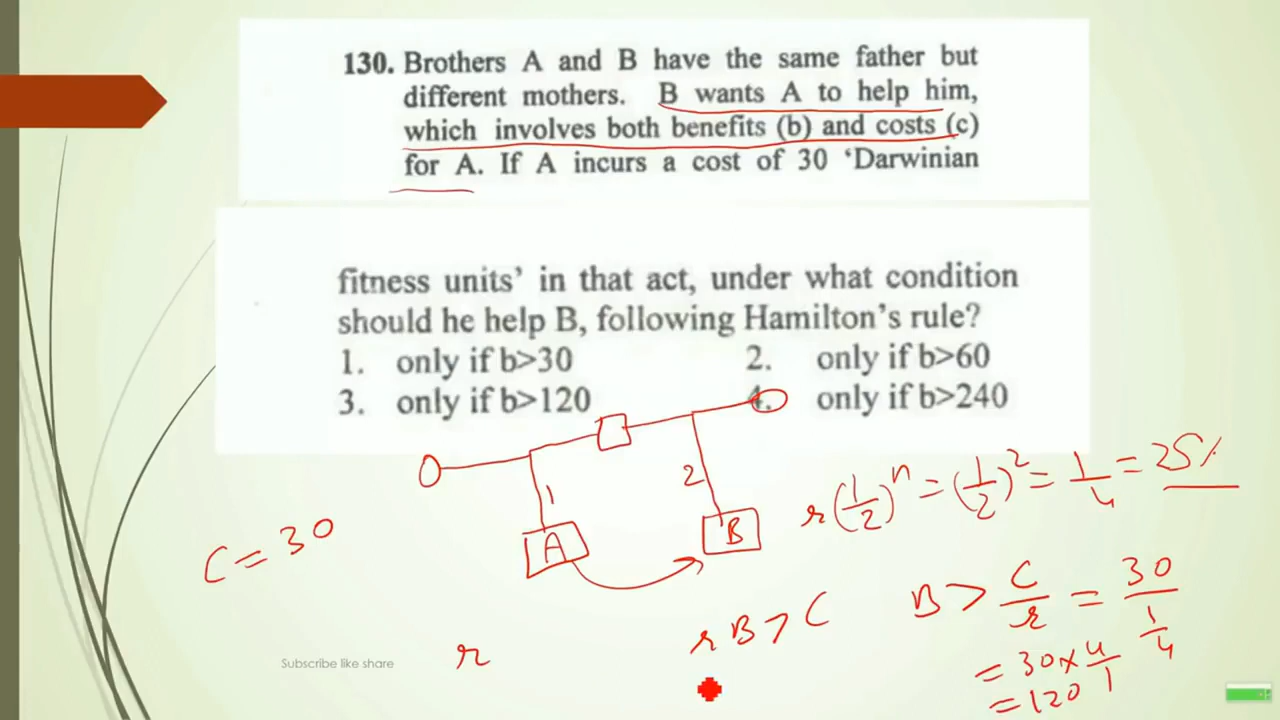 130. Brothers A and B have the same father but
different mothers. B wants A to help him,
which involves both benefits (b) and costs (c)
for A. If A incurs a cost of 30 ‘Darwinian
fitness units’ in that act, under what condition
should he help B, following Hamilton’s rule?
1. only if b>30 2. only if b>60
3. only if b>120 4. only if b>240
1 2
A B
r(1/2)^n = (1/2)^2 = 1/4 = 25%
C = 30
r B > C
B > C/r = 30/(1/4)
= 30 × 4/1
= 120
r
Subscribe like share